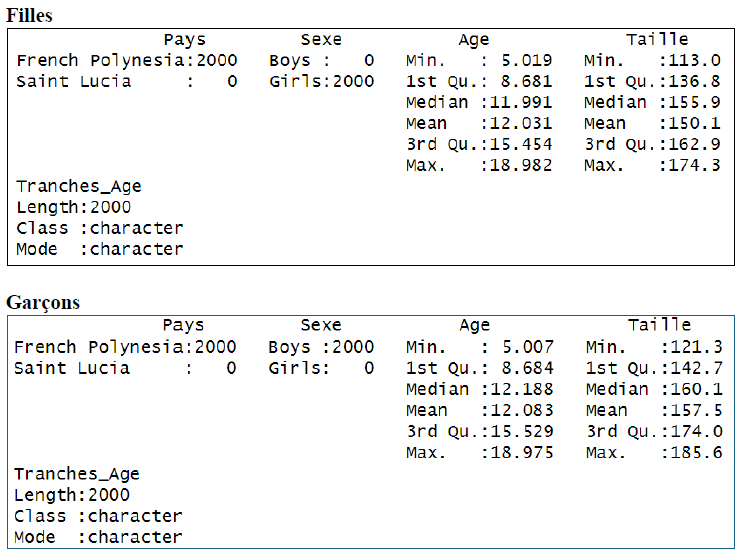 Filles
Pays Sexe Age Taille
French Polynesia:2000 Boys :   0 Min.   : 5.019 Min.   :113.0
Saint Lucia     :   0 Girls:2000 1st Qu.: 8.681 1st Qu.:136.8
Median :11.991 Median :155.9
Mean   :12.031 Mean   :150.1
3rd Qu.:15.454 3rd Qu.:162.9
Max.   :18.982 Max.   :174.3
Tranches_Age
Length:2000
Class :character
Mode  :character
Garçons
Pays Sexe Age Taille
French Polynesia:2000 Boys :2000 Min.   : 5.007 Min.   :121.3
Saint Lucia     :   0 Girls:   0 1st Qu.: 8.684 1st Qu.:142.7
Median :12.188 Median :160.1
Mean   :12.083 Mean   :157.5
3rd Qu.:15.529 3rd Qu.:174.0
Max.   :18.975 Max.   :185.6
Tranches_Age
Length:2000
Class :character
Mode  :character